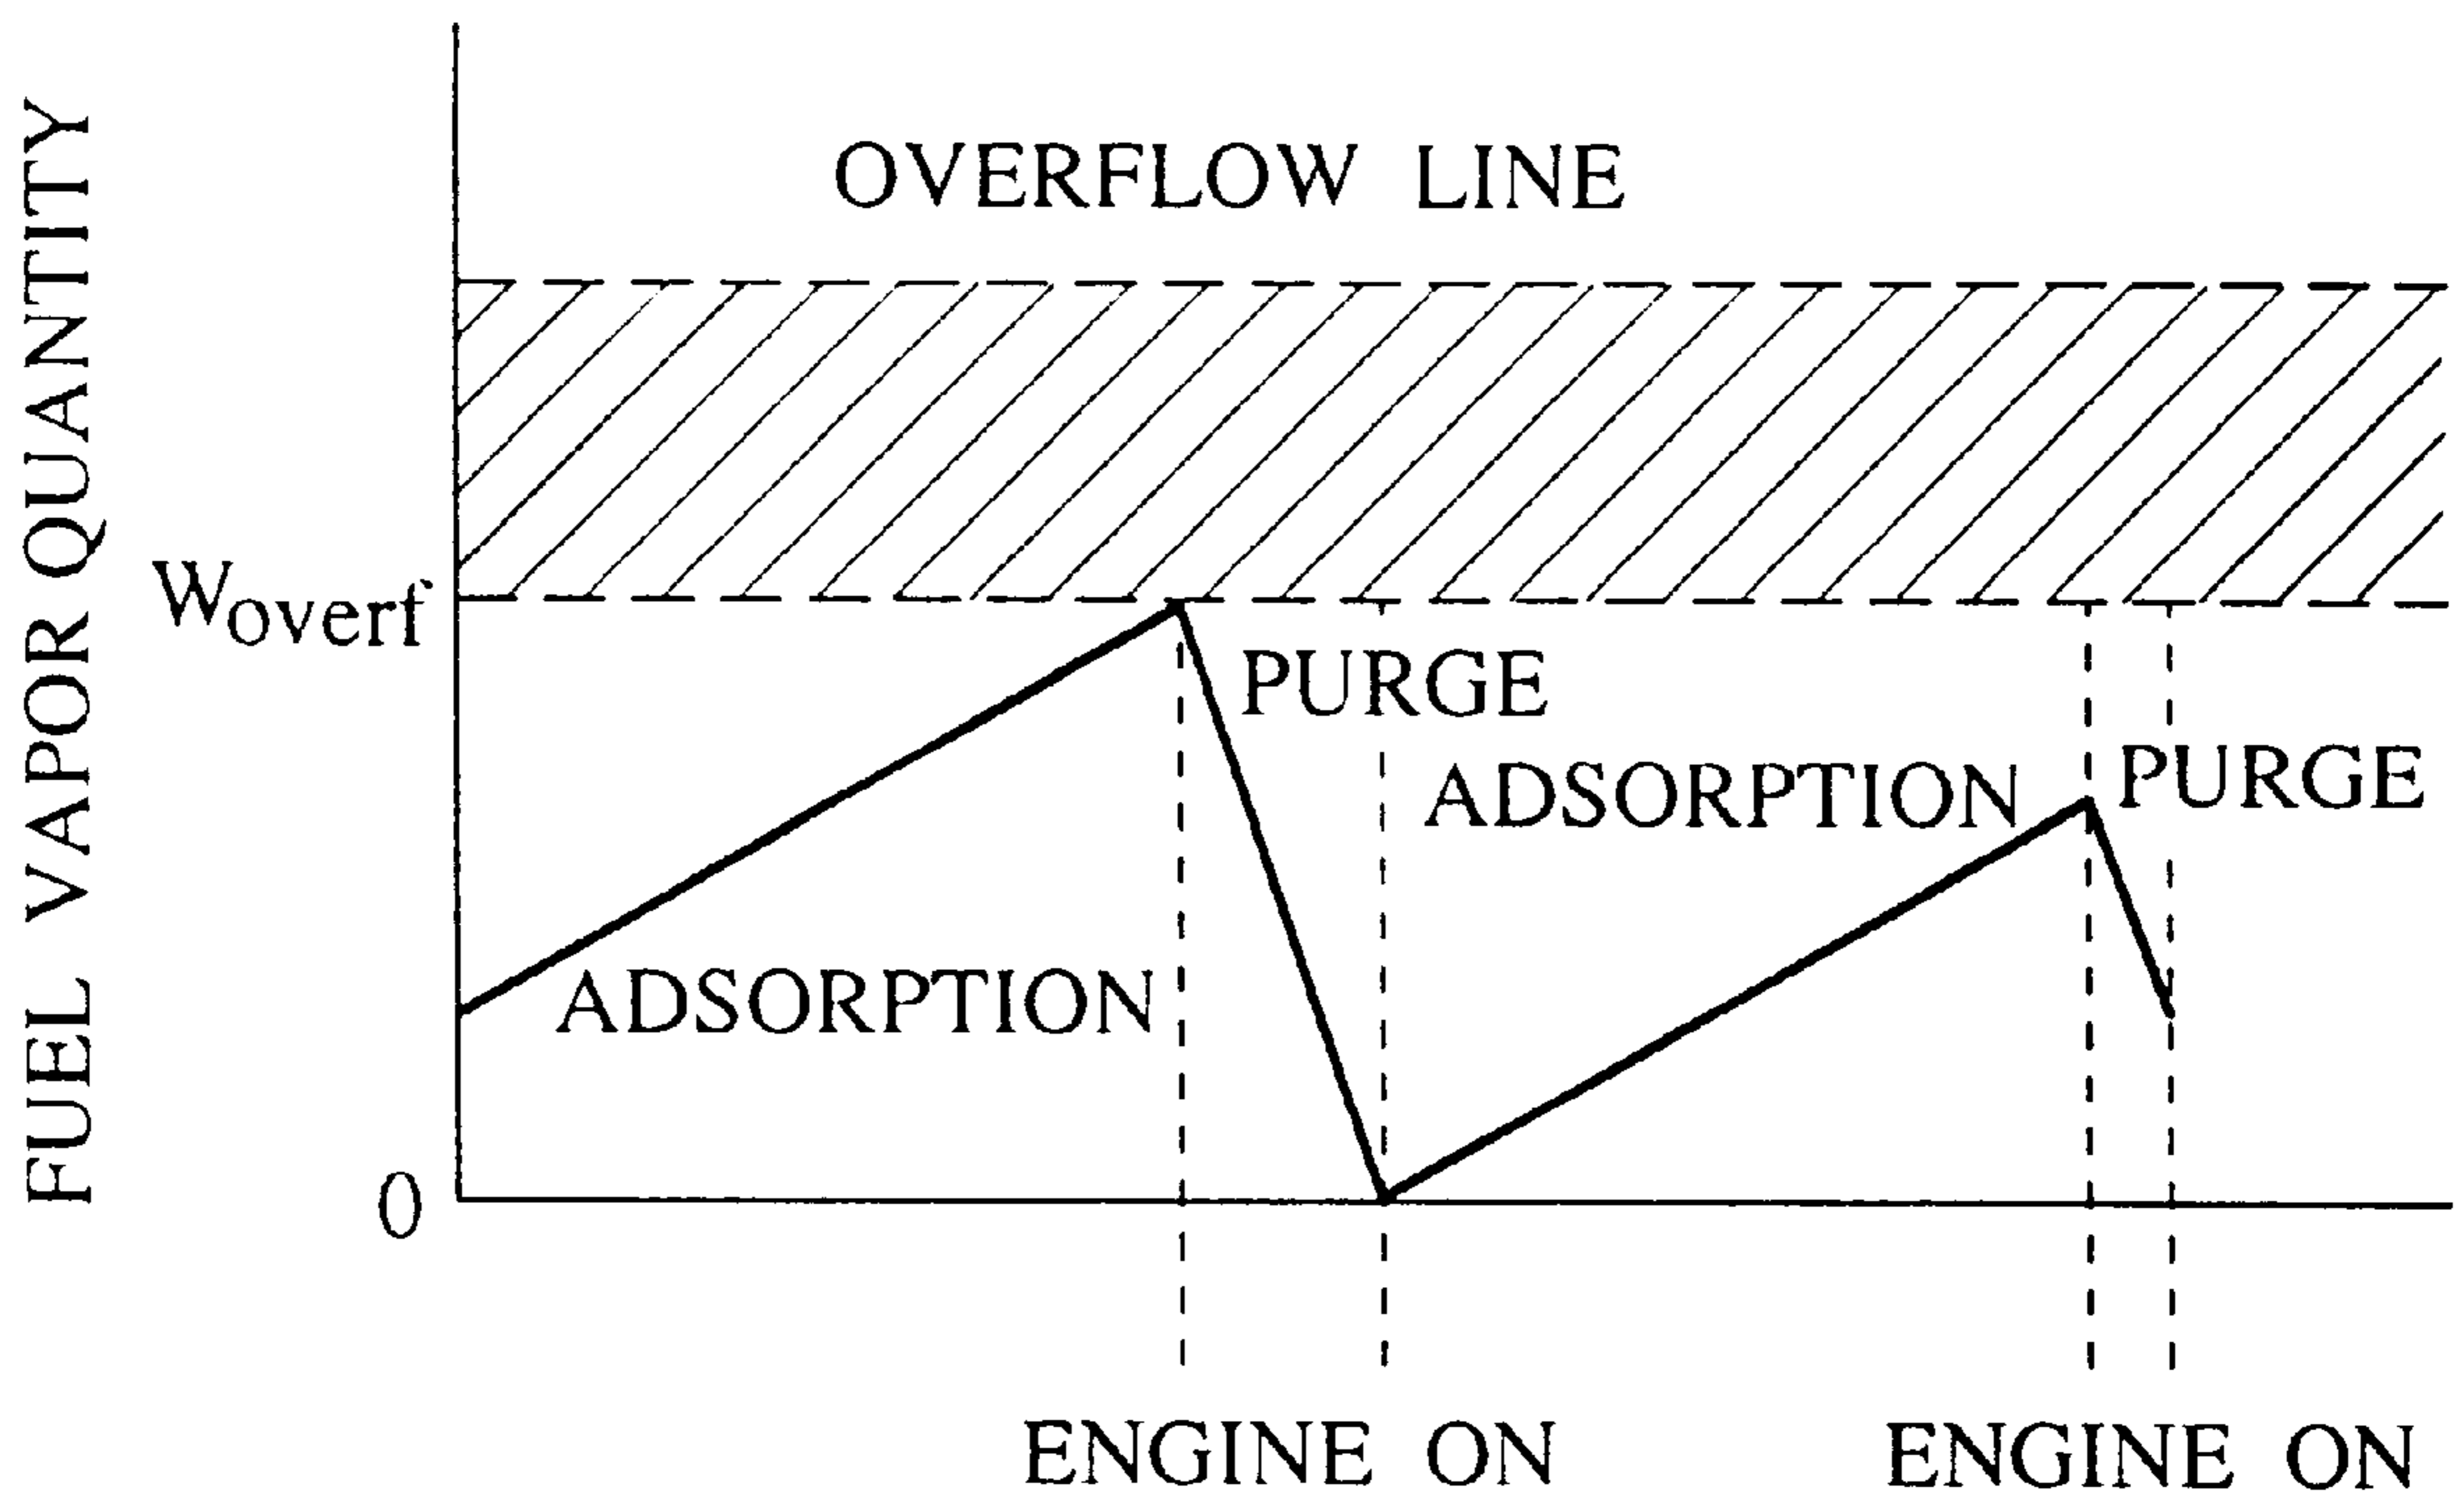 FUEL VAPOR QUANTITY
OVERFLOW LINE
Woverf
PURGE
ADSORPTION
PURGE
ADSORPTION
0
ENGINE ON
ENGINE ON